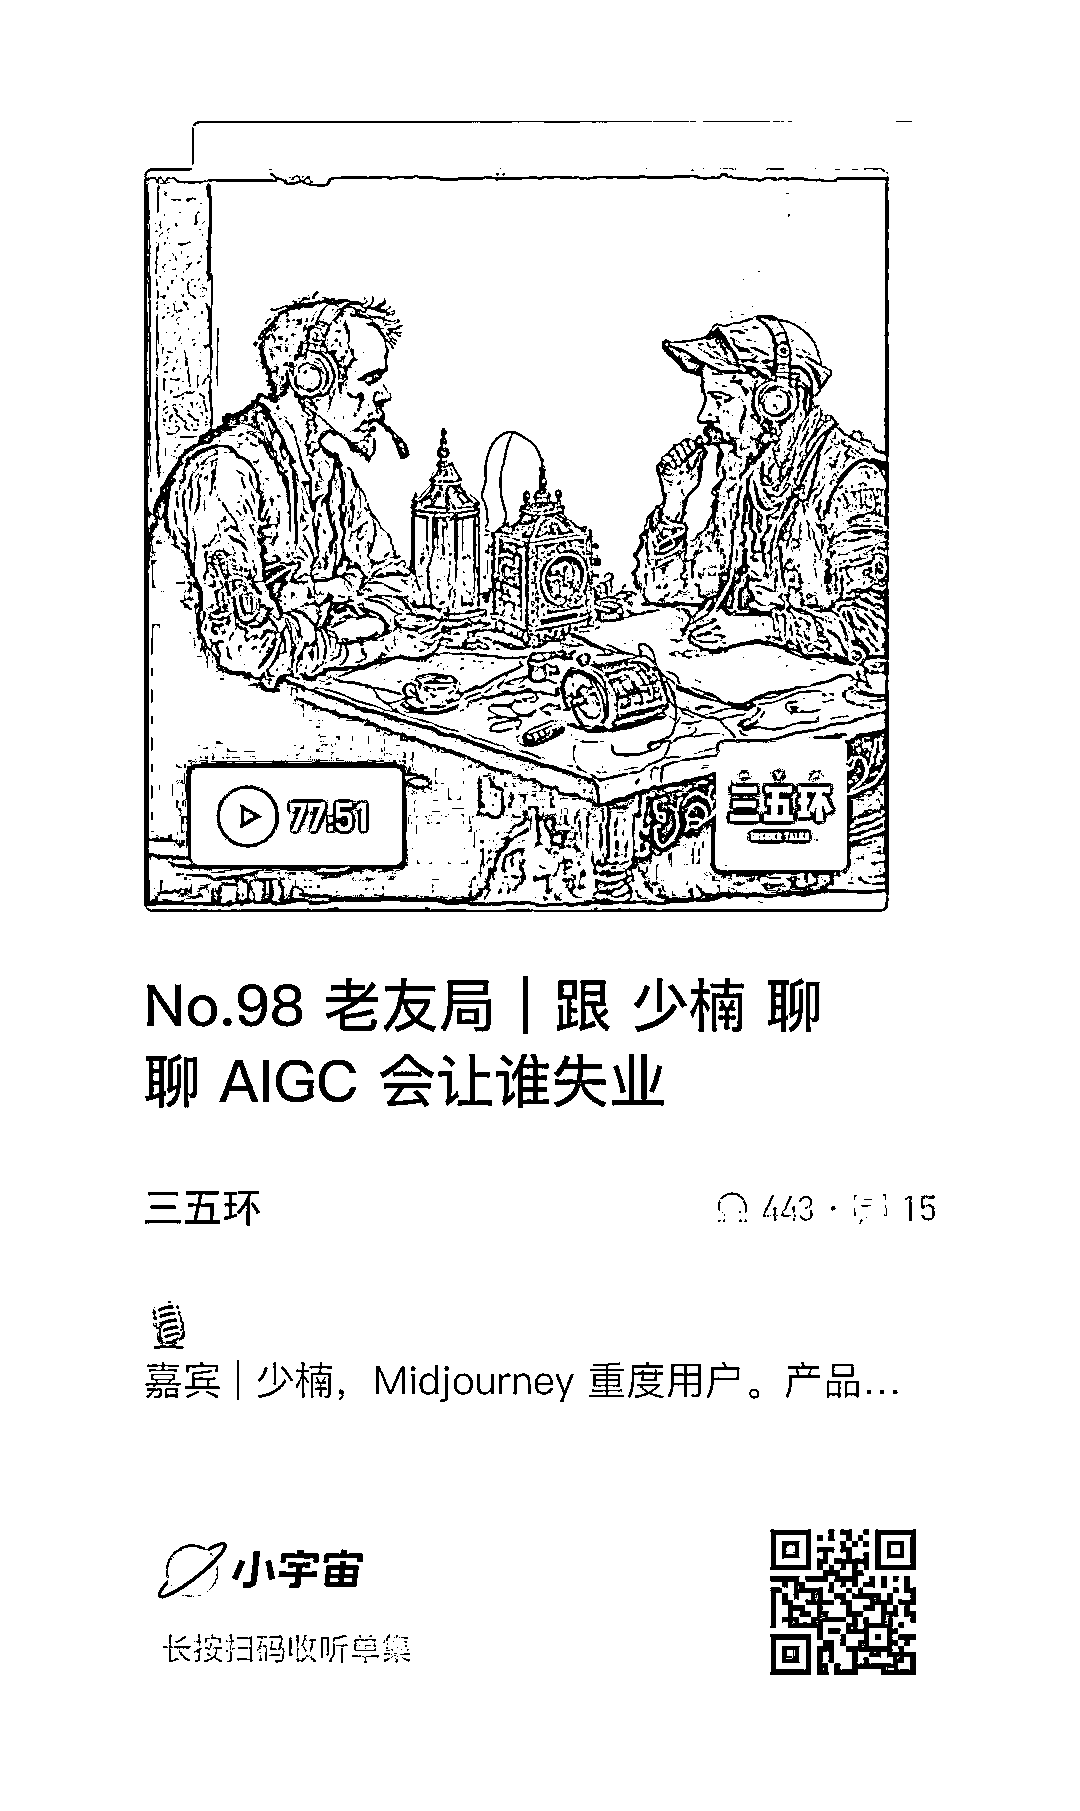 77:51
三五环
No.98 老友局｜跟 少楠 聊
聊 AIGC 会让谁失业
三五环
443 · 15
嘉宾｜少楠，Midjourney 重度用户。产品...
小宇宙
长按扫码收听单集